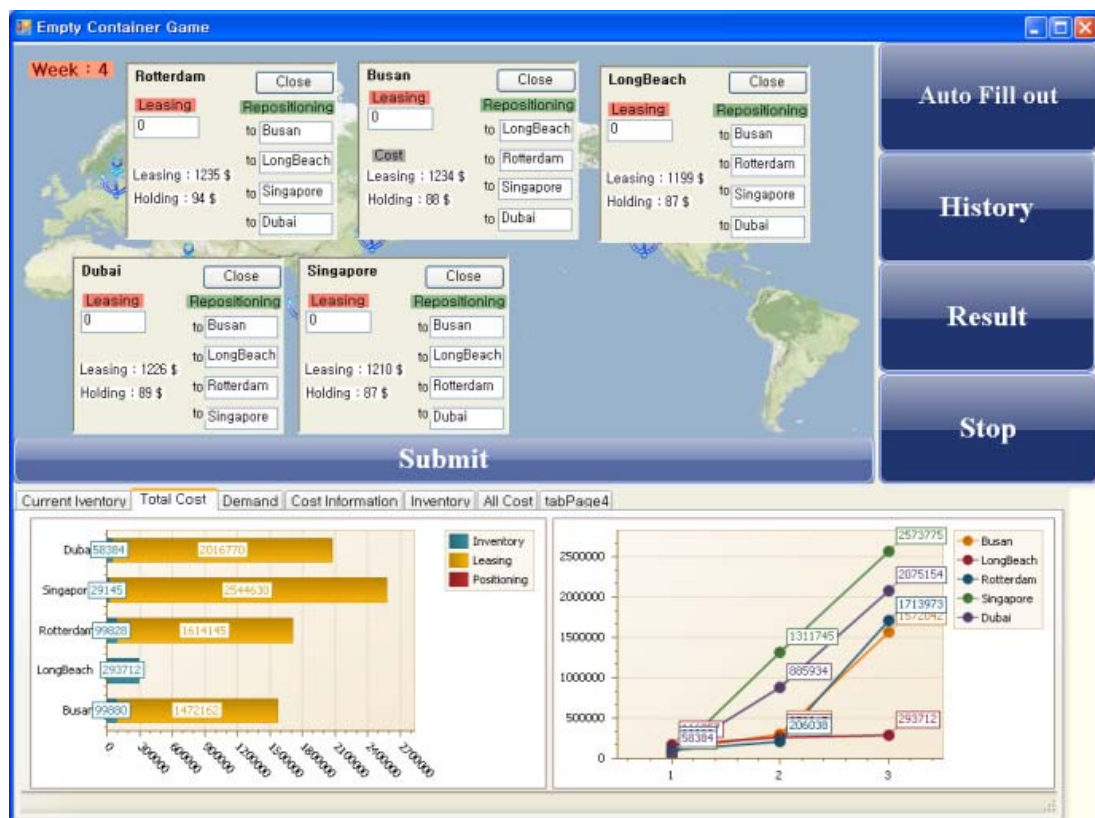 Empty Container Game
Week : 4
Rotterdam
Close
Leasing
Repositioning
0
to Busan
to LongBeach
Leasing : 1235 $
to Singapore
Holding : 94 $
to Dubai
Busan
Close
Leasing
Repositioning
0
to LongBeach
Cost
to Rotterdam
Leasing : 1234 $
to Singapore
Holding : 88 $
to Dubai
LongBeach
Close
Leasing
Repositioning
0
to Busan
to Rotterdam
Leasing : 1199 $
to Singapore
Holding : 87 $
to Dubai
Dubai
Close
Leasing
Repositioning
0
to Busan
to LongBeach
Leasing : 1226 $
to Rotterdam
Holding : 89 $
to Singapore
Singapore
Close
Leasing
Repositioning
0
to Busan
to LongBeach
Leasing : 1210 $
to Rotterdam
Holding : 87 $
to Dubai
Auto Fill out
History
Result
Stop
Submit
Current Iventory Total Cost Demand Cost Information Inventory All Cost tabPage4
Duba 58384 2016770
Singapor 29145 2544630
Rotterdam 99828 1614145
LongBeach 293712
Busar 99880 1472162
0 300000 600000 900000 1200000 1500000 1800000 2100000 2400000 2700000
Inventory
Leasing
Positioning
2500000
2000000
1500000
1000000
500000
0
1 2 3
2573775
2075154
1713973
1572042
1311745
885934
293712
206038
58384
Busan
LongBeach
Rotterdam
Singapore
Dubai